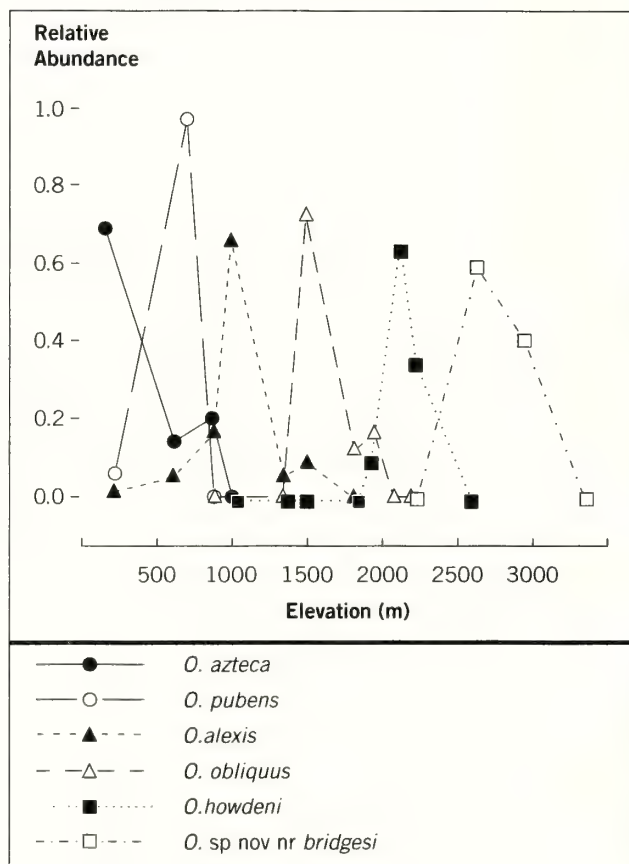 Relative
Abundance
1.0
0.8
0.6
0.4
0.2
0.0
500 1000 1500 2000 2500 3000
Elevation (m)
O. azteca
O. pubens
O.alexis
O. obliquus
O.howdeni
O. sp nov nr bridgesi